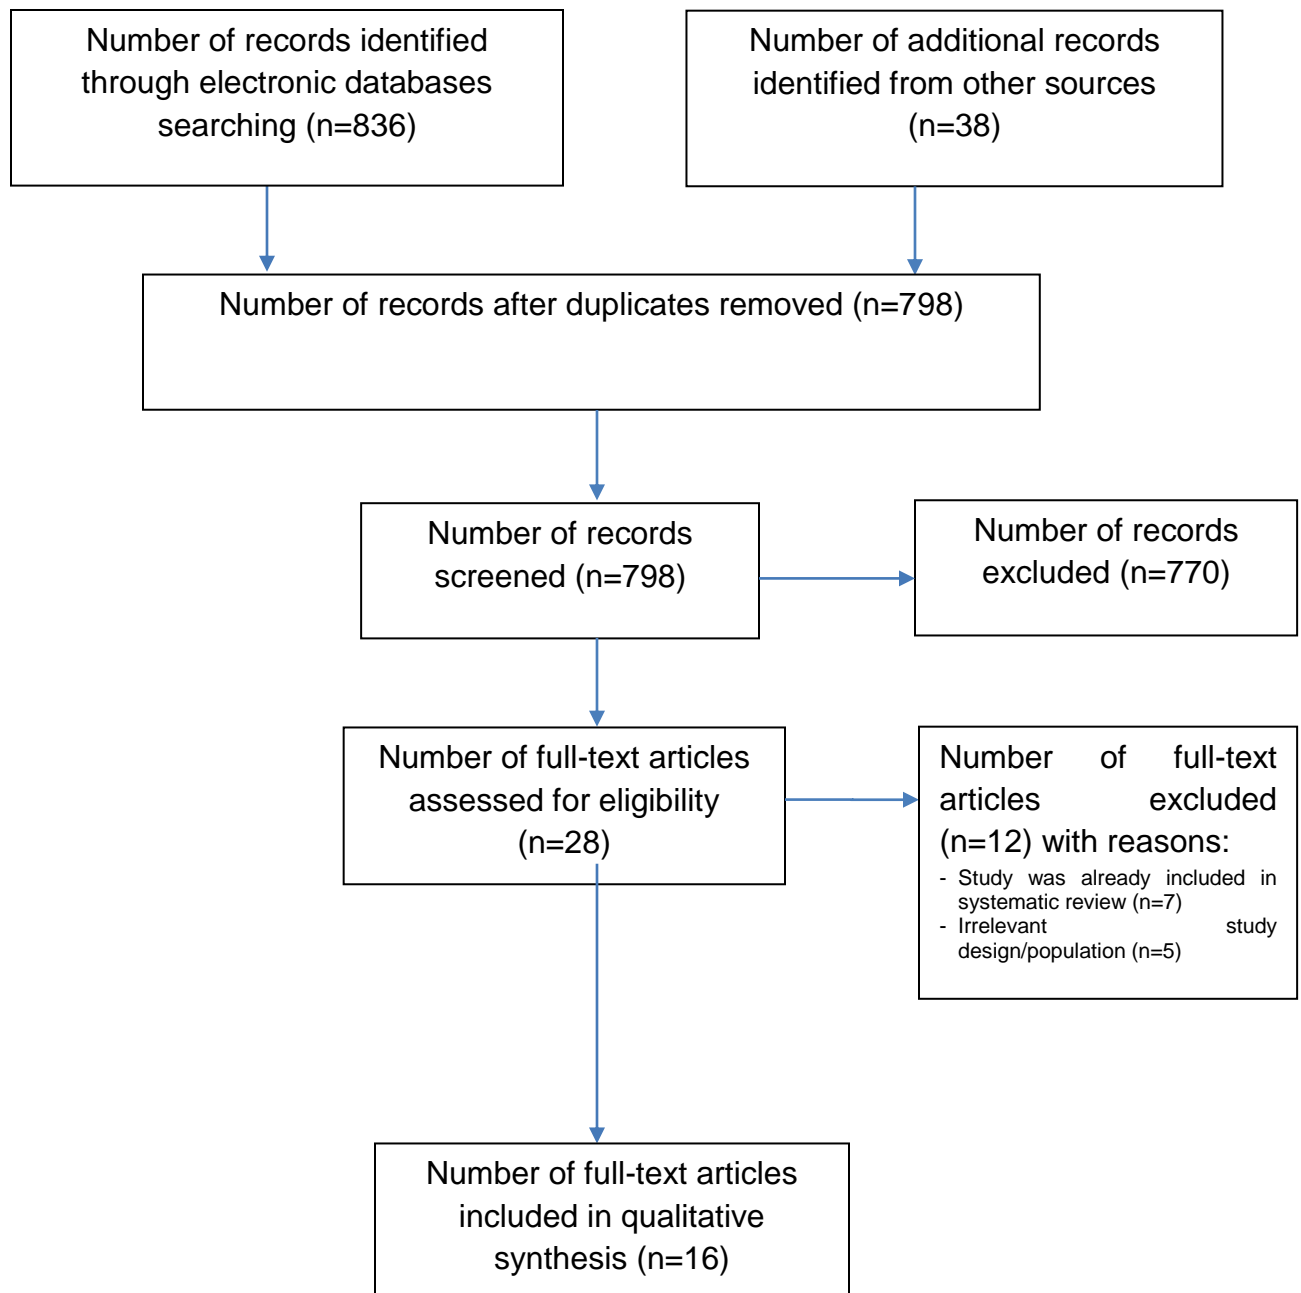 Number of records identified
through electronic databases
searching (n=836)
Number of additional records
identified from other sources
(n=38)
Number of records after duplicates removed (n=798)
Number of records
screened (n=798)
Number of records
excluded (n=770)
Number of full-text articles
assessed for eligibility
(n=28)
Number of full-text
articles excluded
(n=12) with reasons:
- Study was already included in
systematic review (n=7)
- Irrelevant study
design/population (n=5)
Number of full-text articles
included in qualitative
synthesis (n=16)